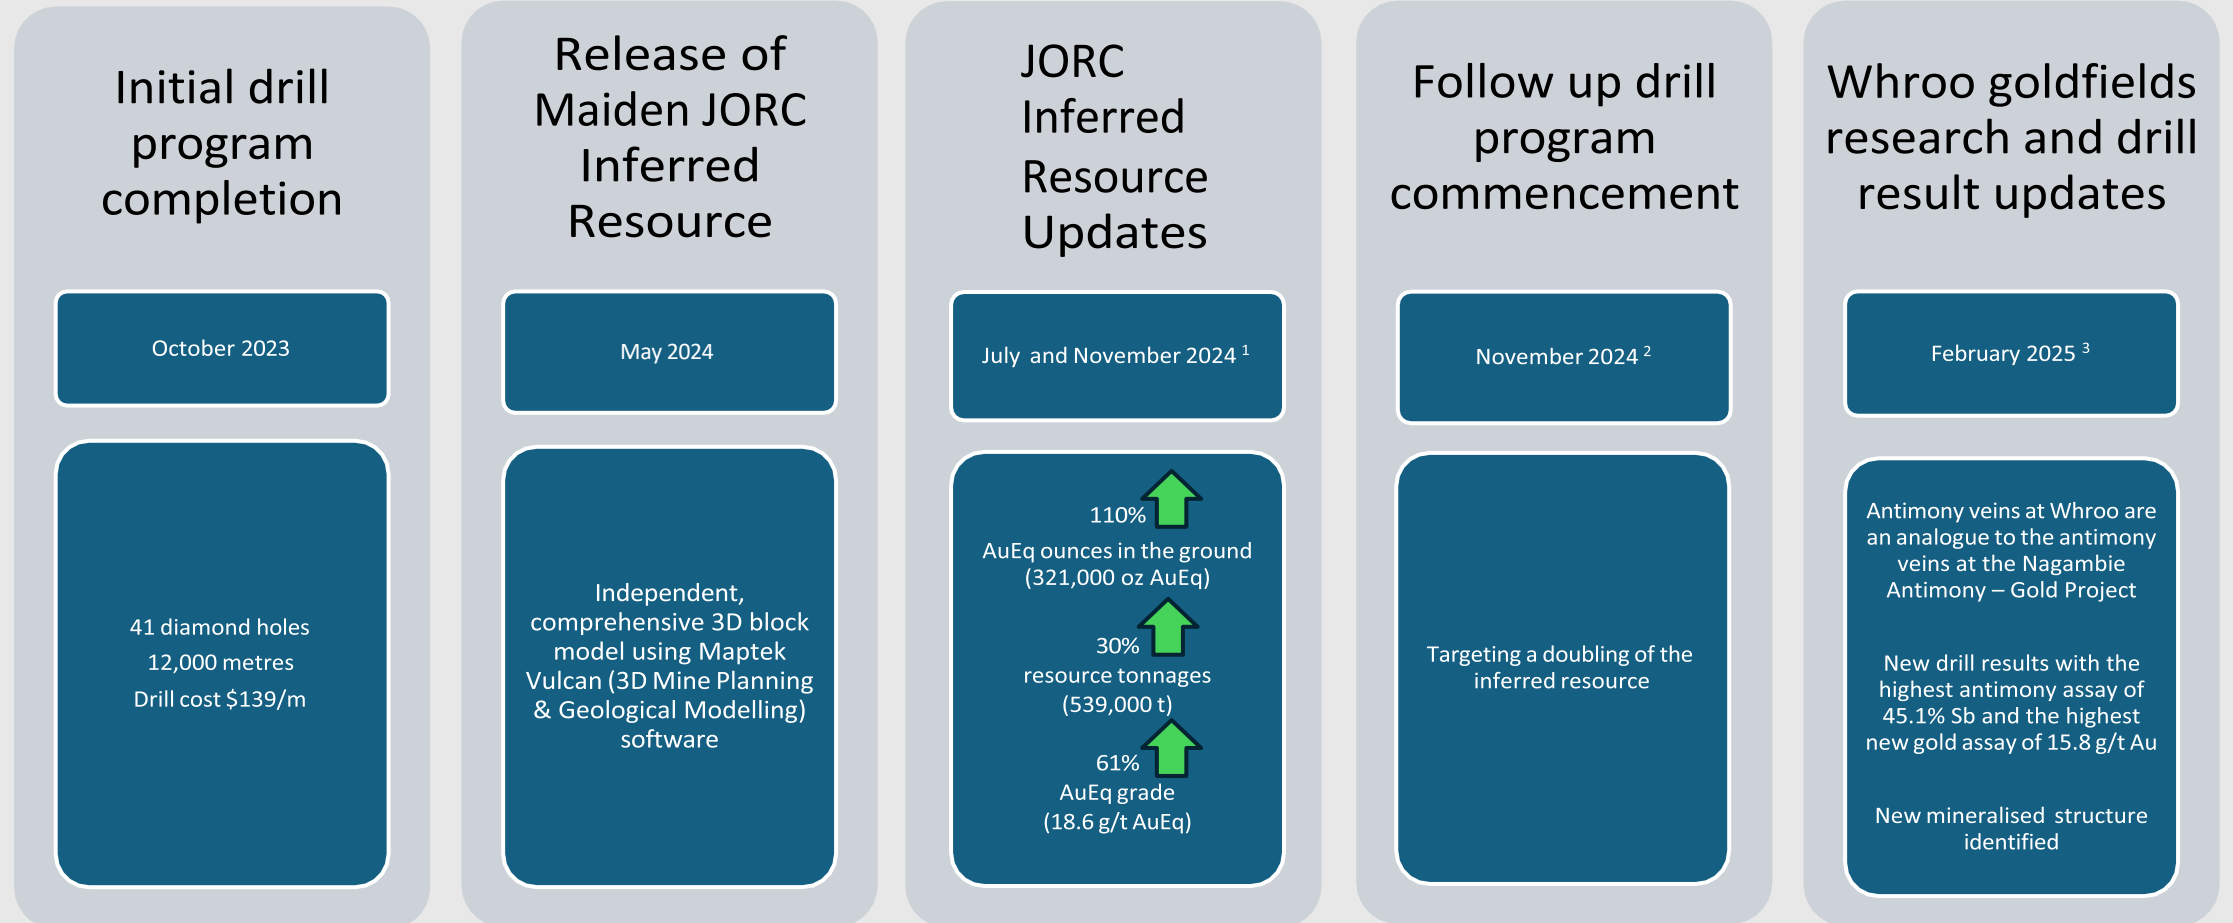 Initial drill
program
completion
October 2023
41 diamond holes
12,000 metres
Drill cost $139/m
Release of
Maiden JORC
Inferred
Resource
May 2024
Independent,
comprehensive 3D block
model using Maptek
Vulcan (3D Mine Planning
& Geological Modelling)
software
JORC
Inferred
Resource
Updates
July and November 2024 1
110%
AuEq ounces in the ground
(321,000 oz AuEq)
30%
resource tonnages
(539,000 t)
61%
AuEq grade
(18.6 g/t AuEq)
Follow up drill
program
commencement
November 2024 2
Targeting a doubling of the
inferred resource
Whroo goldfields
research and drill
result updates
February 2025 3
Antimony veins at Whroo are
an analogue to the antimony
veins at the Nagambie
Antimony – Gold Project
New drill results with the
highest antimony assay of
45.1% Sb and the highest
new gold assay of 15.8 g/t Au
New mineralised structure
identified